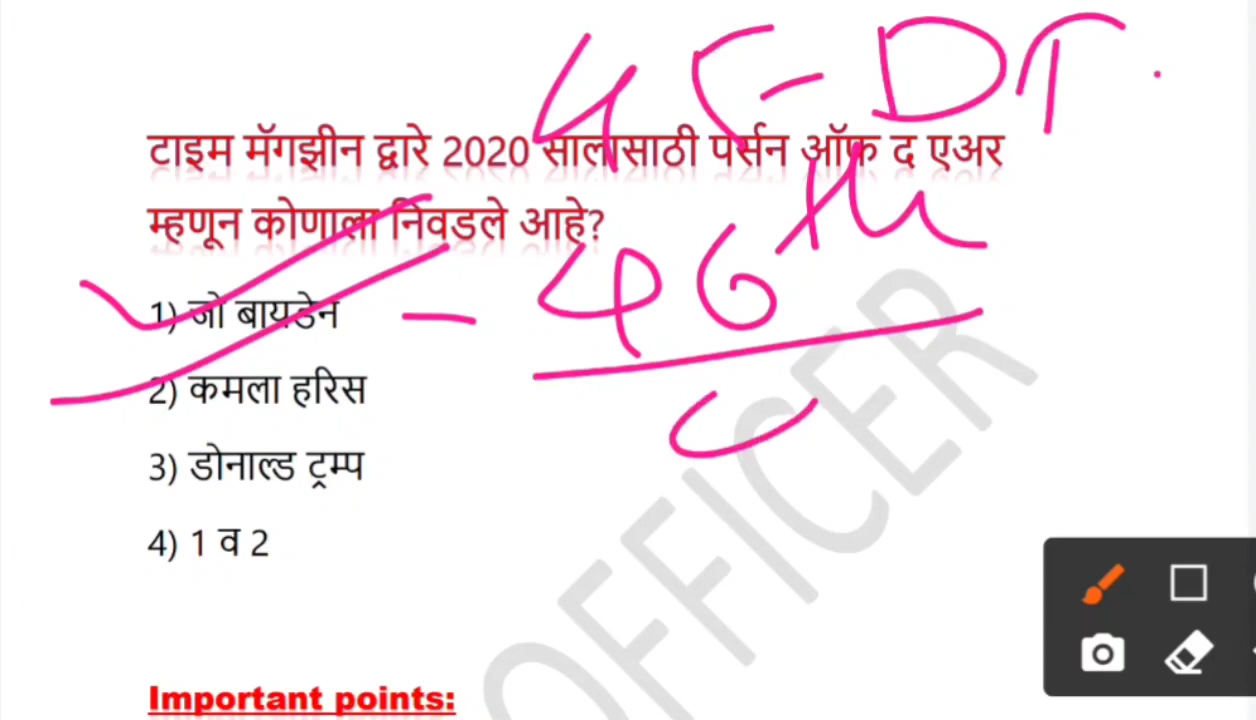 45 - DT.
टाइम मॅगझीन द्वारे 2020 सालासाठी पर्सन ऑफ द एअर
म्हणून कोणाला निवडले आहे?
1) जो बायडेन - 46th
2) कमला हरिस
3) डोनाल्ड ट्रम्प
4) 1 व 2
OFFICER
Important points: